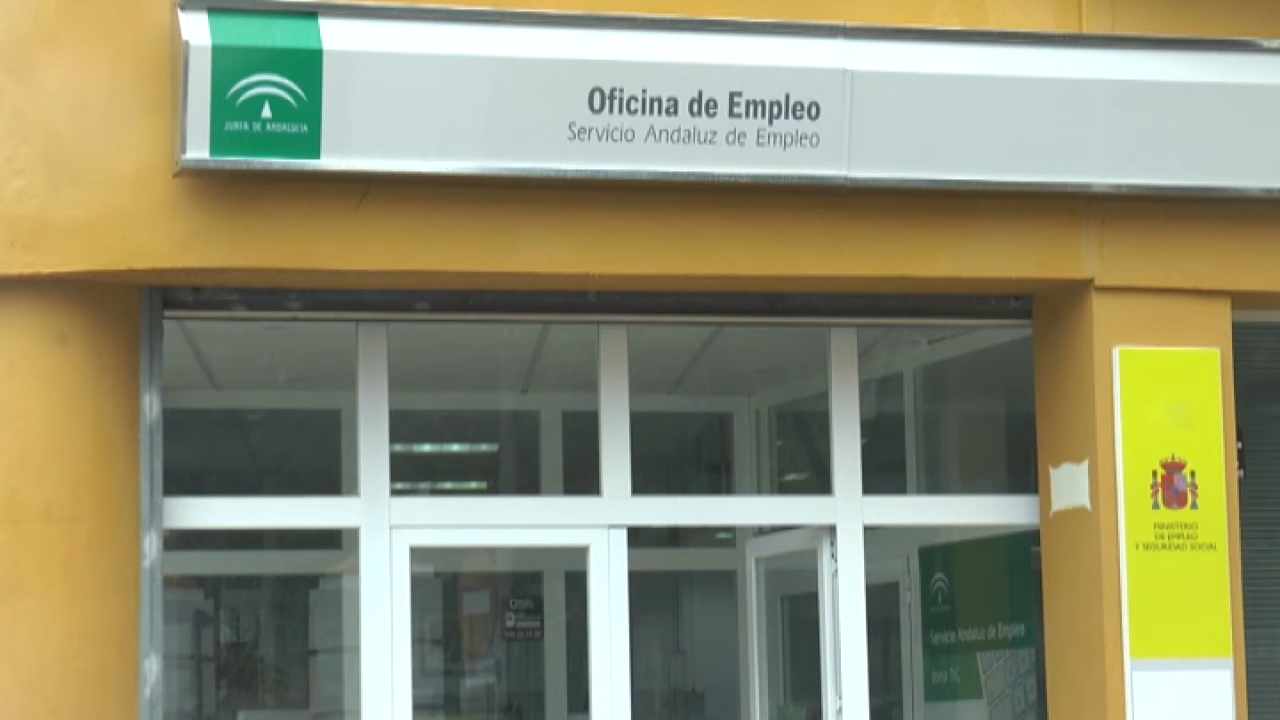 JUNTA DE ANDALUCIA
Oficina de Empleo
Servicio Andaluz de Empleo
MINISTERIO
DE EMPLEO
Y SEGURIDAD SOCIAL
Servicio Andaluz de Empleo